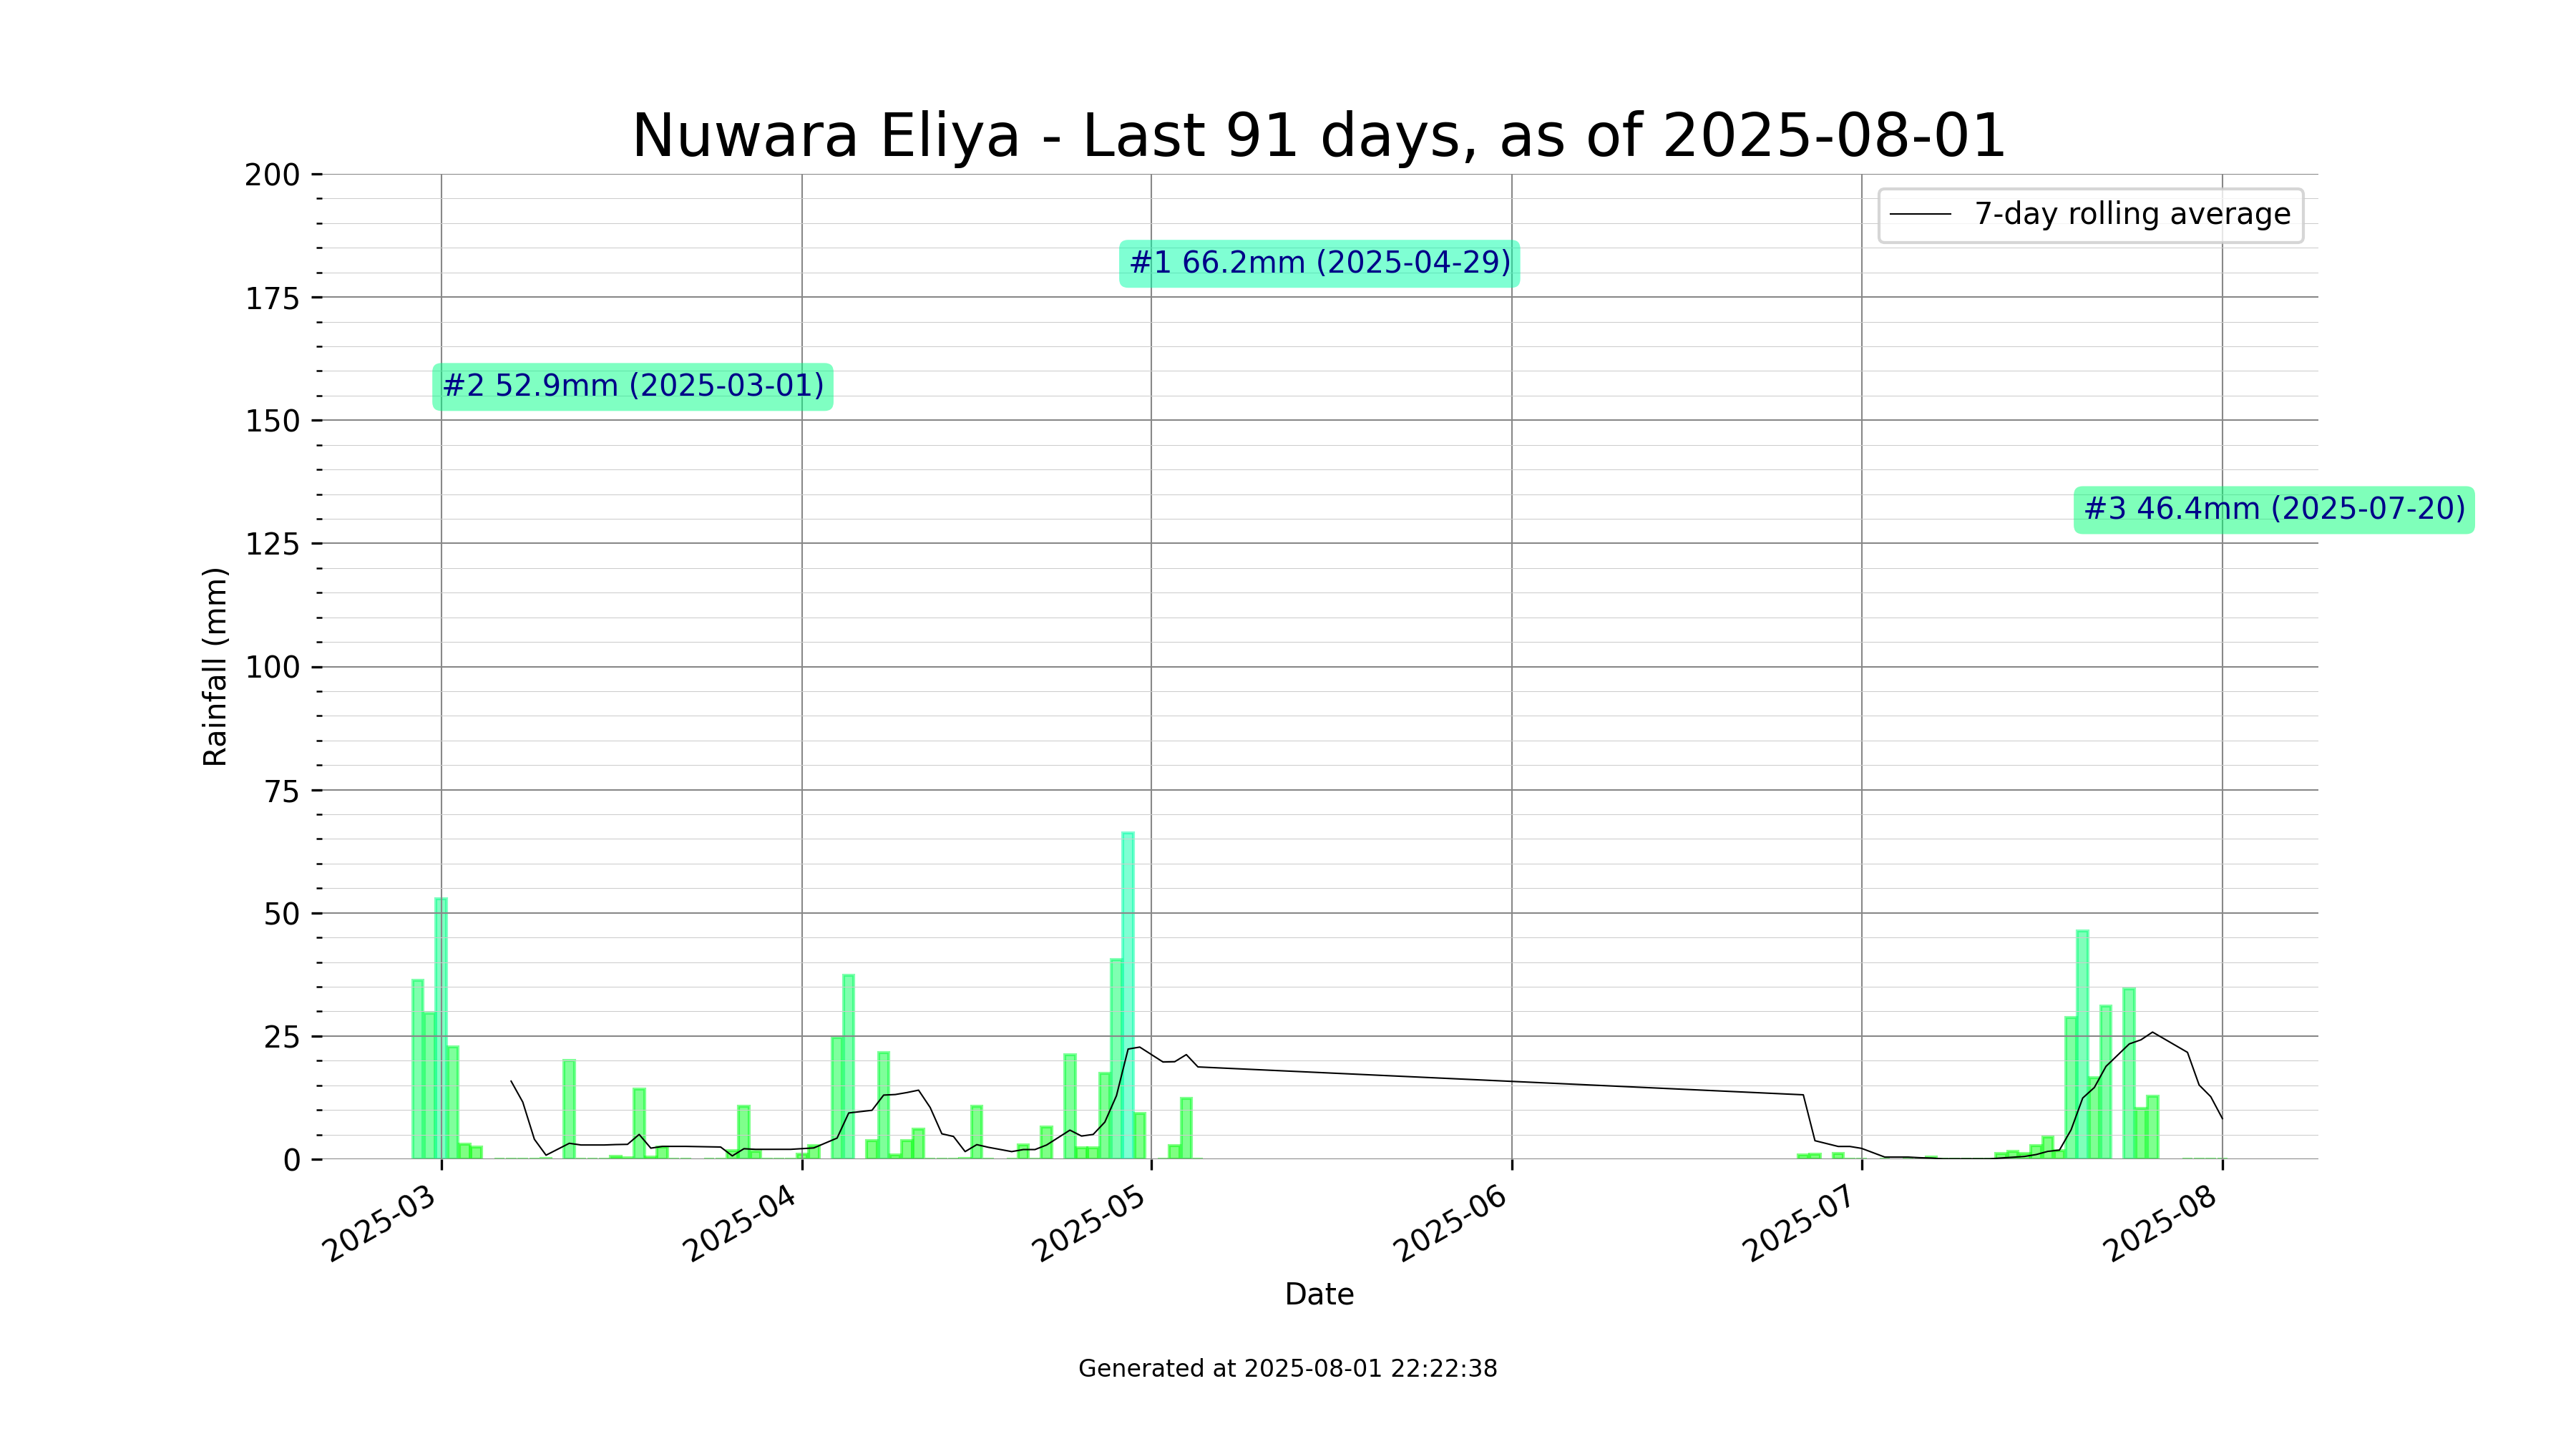 Nuwara Eliya - Last 91 days, as of 2025-08-01
200
175
150
125
100
75
50
25
0
Rainfall (mm)
7-day rolling average
#1 66.2mm (2025-04-29)
#2 52.9mm (2025-03-01)
#3 46.4mm (2025-07-20)
2025-03
2025-04
2025-05
2025-06
2025-07
2025-08
Date
Generated at 2025-08-01 22:22:38